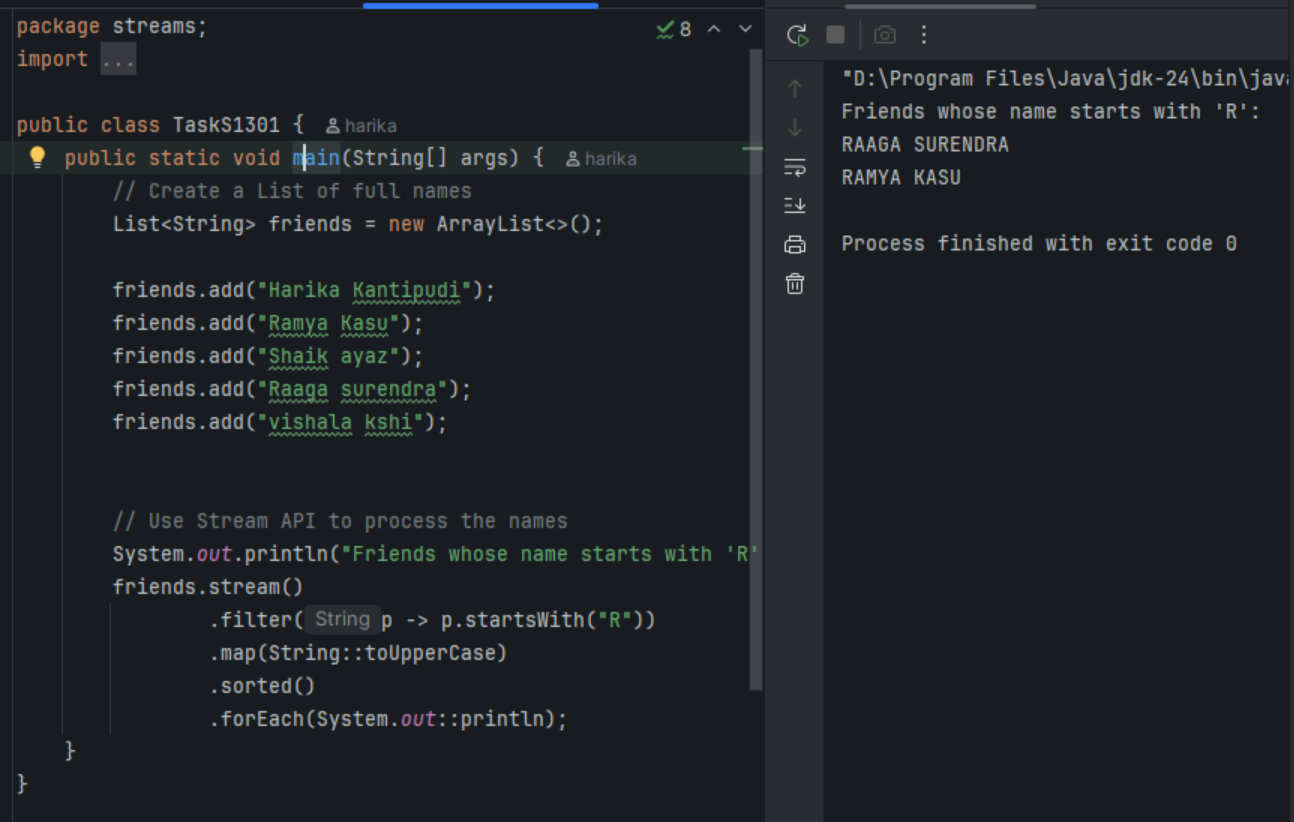 package streams;
import ...
public class TaskS1301 { harika
public static void main(String[] args) { harika
// Create a List of full names
List<String> friends = new ArrayList<>();
friends.add("Harika Kantipudi");
friends.add("Ramya Kasu");
friends.add("Shaik ayaz");
friends.add("Raaga surendra");
friends.add("vishala kshi");
// Use Stream API to process the names
System.out.println("Friends whose name starts with 'R'
friends.stream()
.filter( String p -> p.startsWith("R"))
.map(String::toUpperCase)
.sorted()
.forEach(System.out::println);
}
}
8
"D:\Program Files\Java\jdk-24\bin\java
Friends whose name starts with 'R':
RAAGA SURENDRA
RAMYA KASU
Process finished with exit code 0